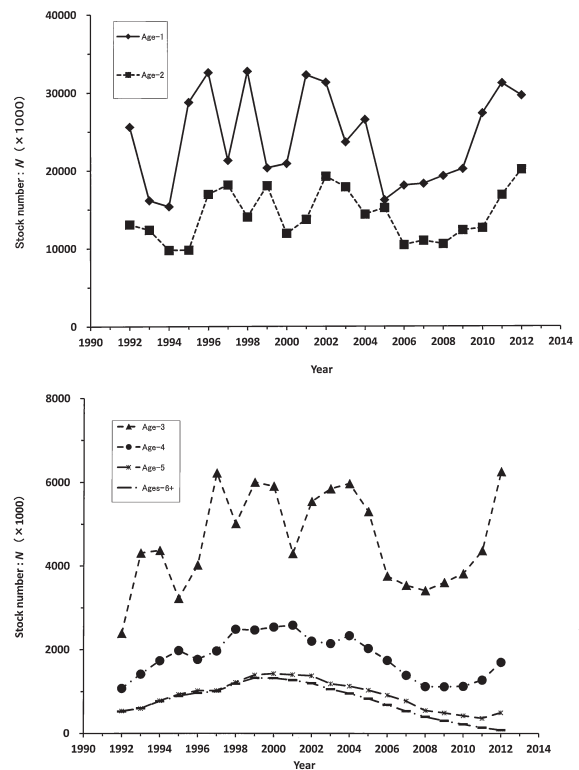 40000
30000
20000
10000
0
Stock number : N (×1000)
Age-1
Age-2
1990 1992 1994 1996 1998 2000 2002 2004 2006 2008 2010 2012 2014
Year
8000
6000
4000
2000
0
Stock number : N (×1000)
Age-3
Age-4
Age-5
Ages-6+
1990 1992 1994 1996 1998 2000 2002 2004 2006 2008 2010 2012 2014
Year